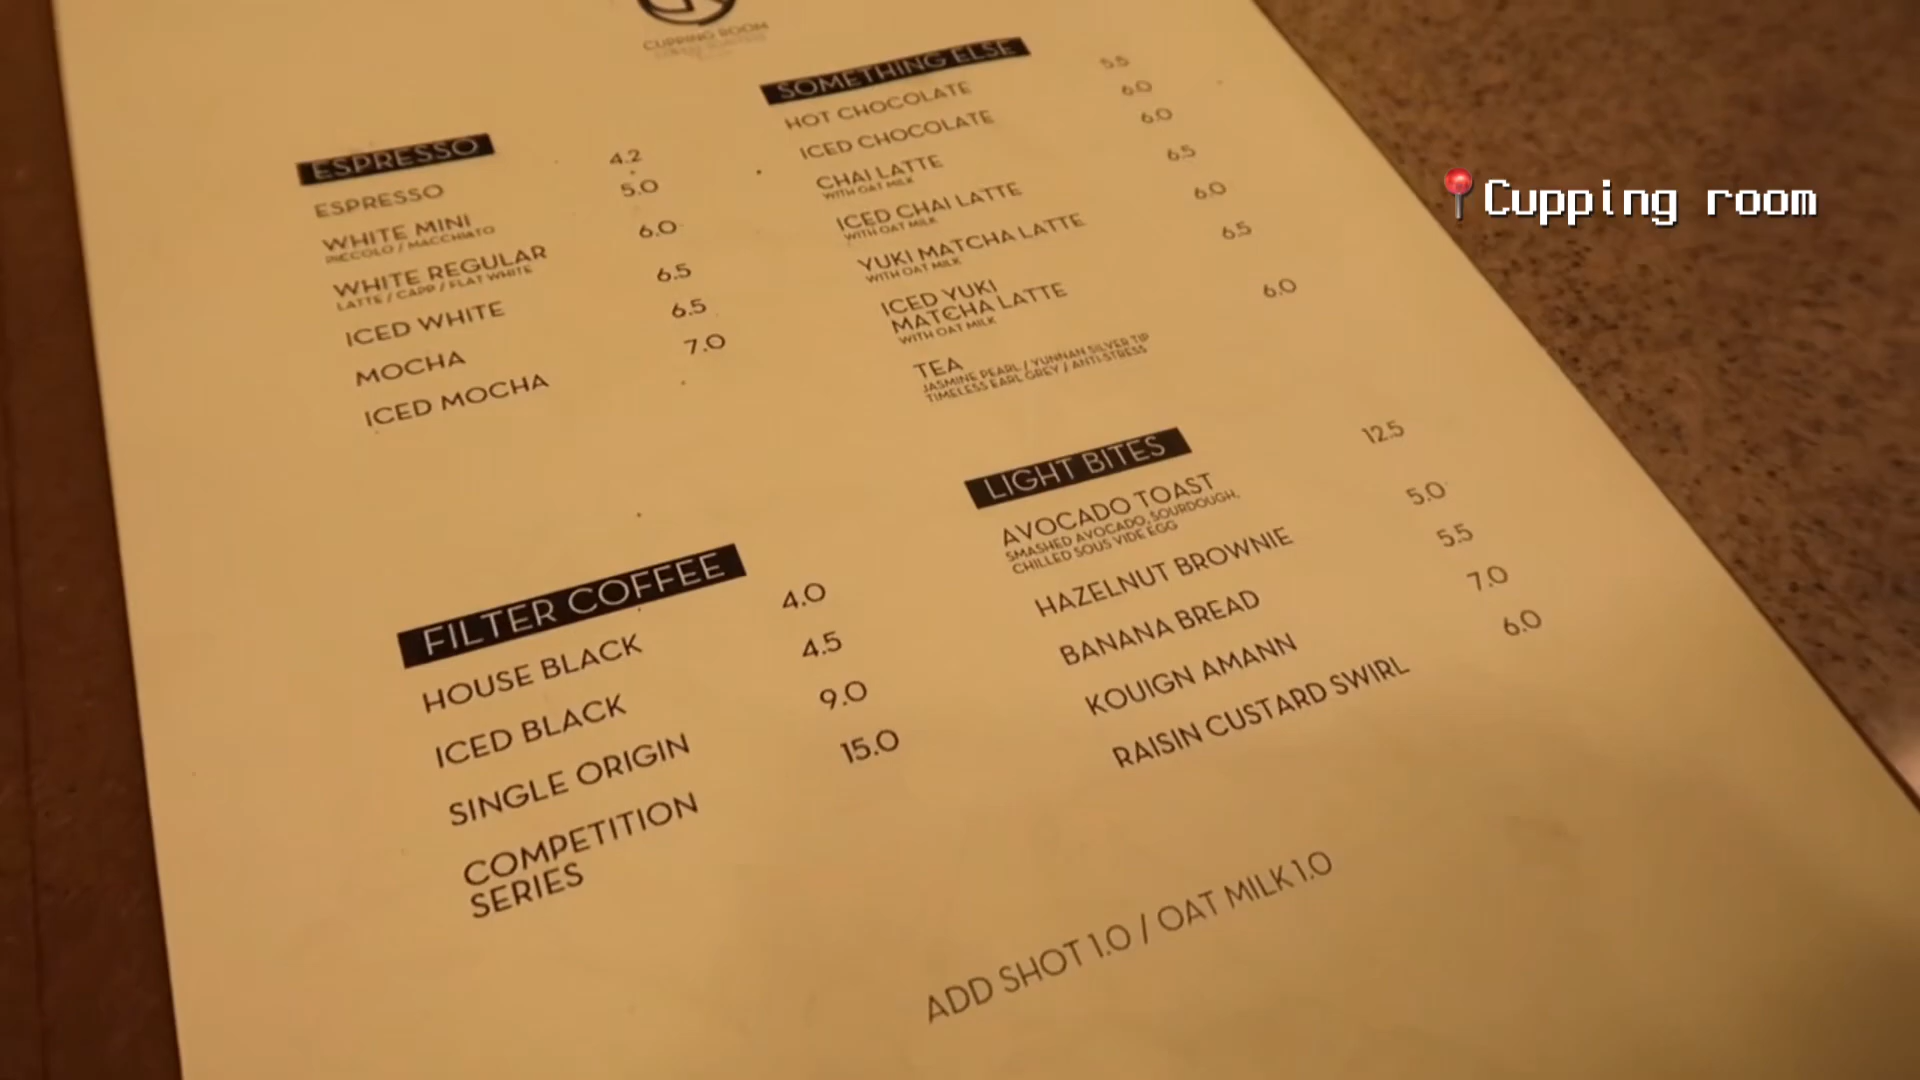 CUPPING ROOM
ESPRESSO
ESPRESSO 4.2
WHITE MINI 5.0
PICCOLO / MACCHIATO
WHITE REGULAR 6.0
LATTE / CAPP / FLAT WHITE
ICED WHITE 6.5
MOCHA 6.5
ICED MOCHA 7.0
FILTER COFFEE
HOUSE BLACK 4.0
ICED BLACK 4.5
SINGLE ORIGIN 9.0
COMPETITION 15.0
SERIES
SOMETHING ELSE
HOT CHOCOLATE 5.5
ICED CHOCOLATE 6.0
CHAI LATTE 6.0
WITH OAT MILK
ICED CHAI LATTE 6.5
WITH OAT MILK
YUKI MATCHA LATTE 6.0
WITH OAT MILK
ICED YUKI 6.5
MATCHA LATTE
WITH OAT MILK
TEA 6.0
JASMINE PEARL / YUNNAN SILVER TIP
TIMELESS EARL GREY / ANTI-STRESS
LIGHT BITES
AVOCADO TOAST 12.5
SMASHED AVOCADO, SOURDOUGH,
CHILLED SOUS VIDE EGG
HAZELNUT BROWNIE 5.0
BANANA BREAD 5.5
KOUIGN AMANN 7.0
RAISIN CUSTARD SWIRL 6.0
ADD SHOT 1.0 / OAT MILK 1.0
Cupping room